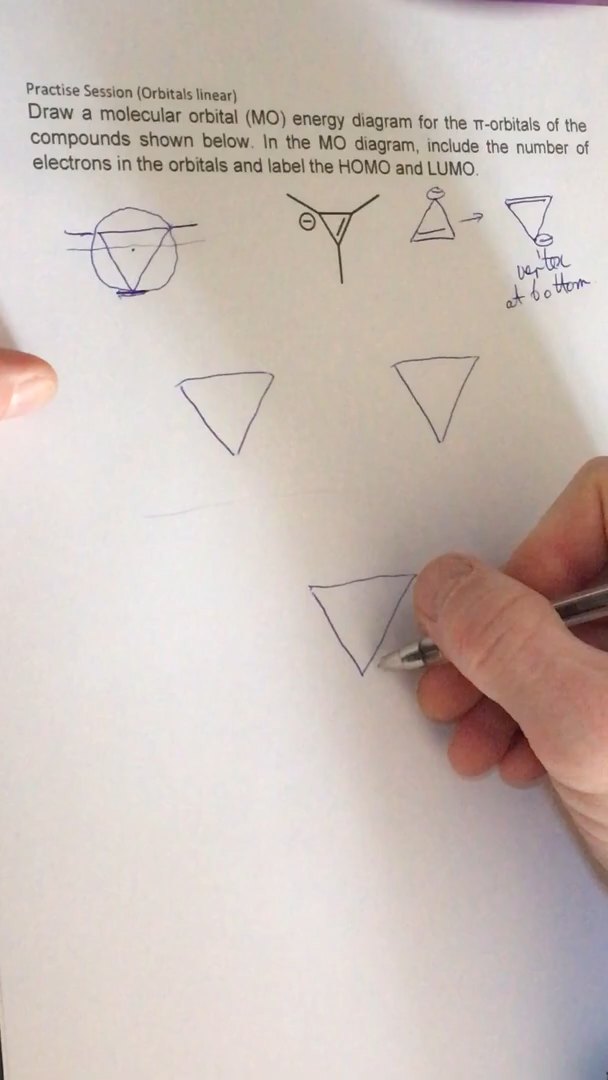 Practise Session (Orbitals linear)
Draw a molecular orbital (MO) energy diagram for the π-orbitals of the
compounds shown below. In the MO diagram, include the number of
electrons in the orbitals and label the HOMO and LUMO.
⊖
⊖
⊖
vertex
at bottom